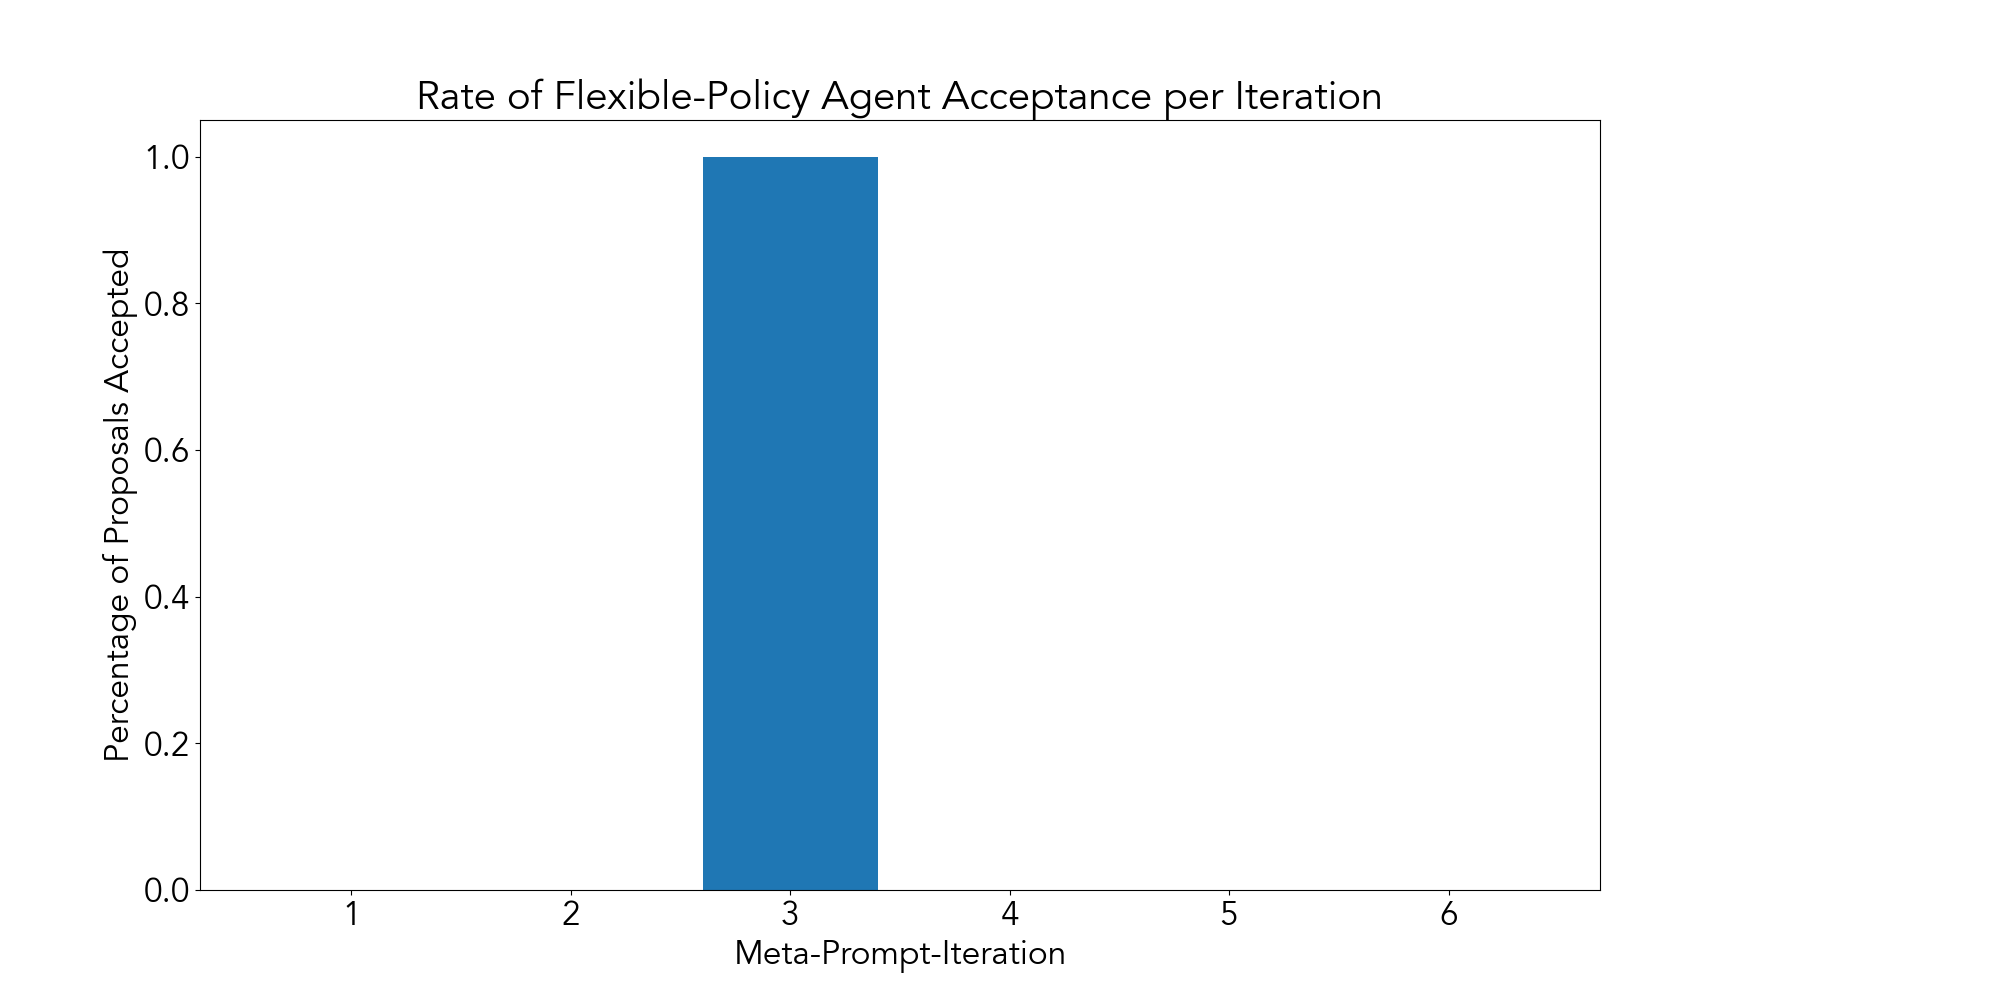 Rate of Flexible-Policy Agent Acceptance per Iteration
Percentage of Proposals Accepted
1.0
0.8
0.6
0.4
0.2
0.0
1 2 3 4 5 6
Meta-Prompt-Iteration